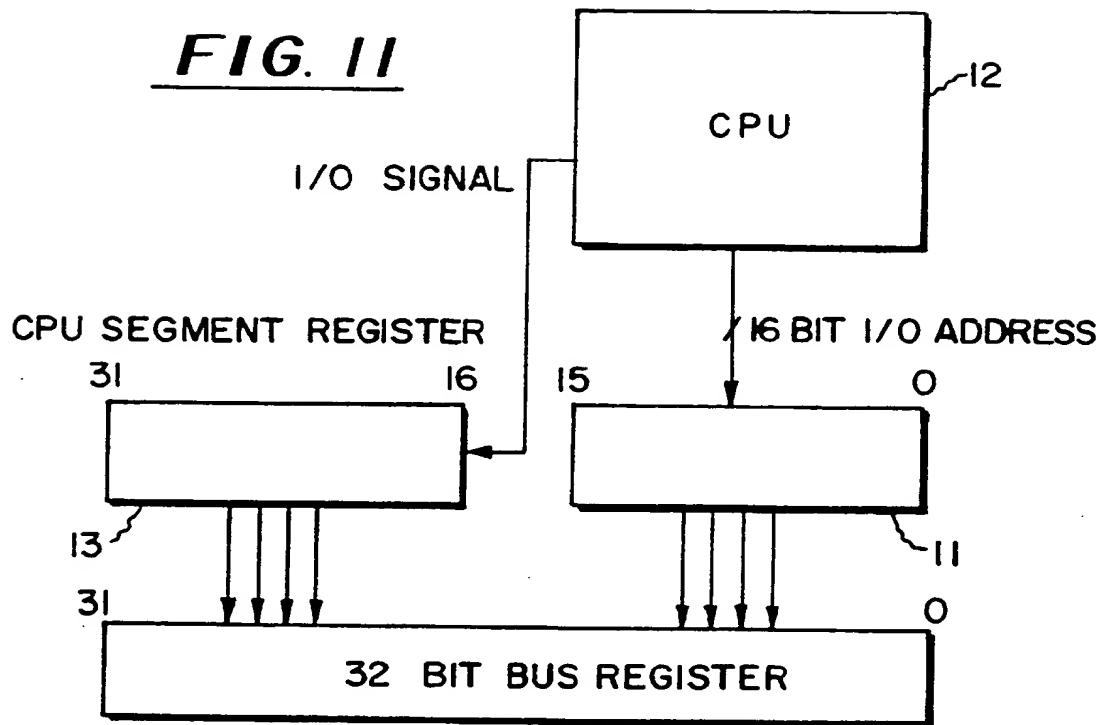 FIG. 11
CPU
12
I/O SIGNAL
CPU SEGMENT REGISTER
16 BIT I/O ADDRESS
31 16 15 0
13 11
31 0
32 BIT BUS REGISTER